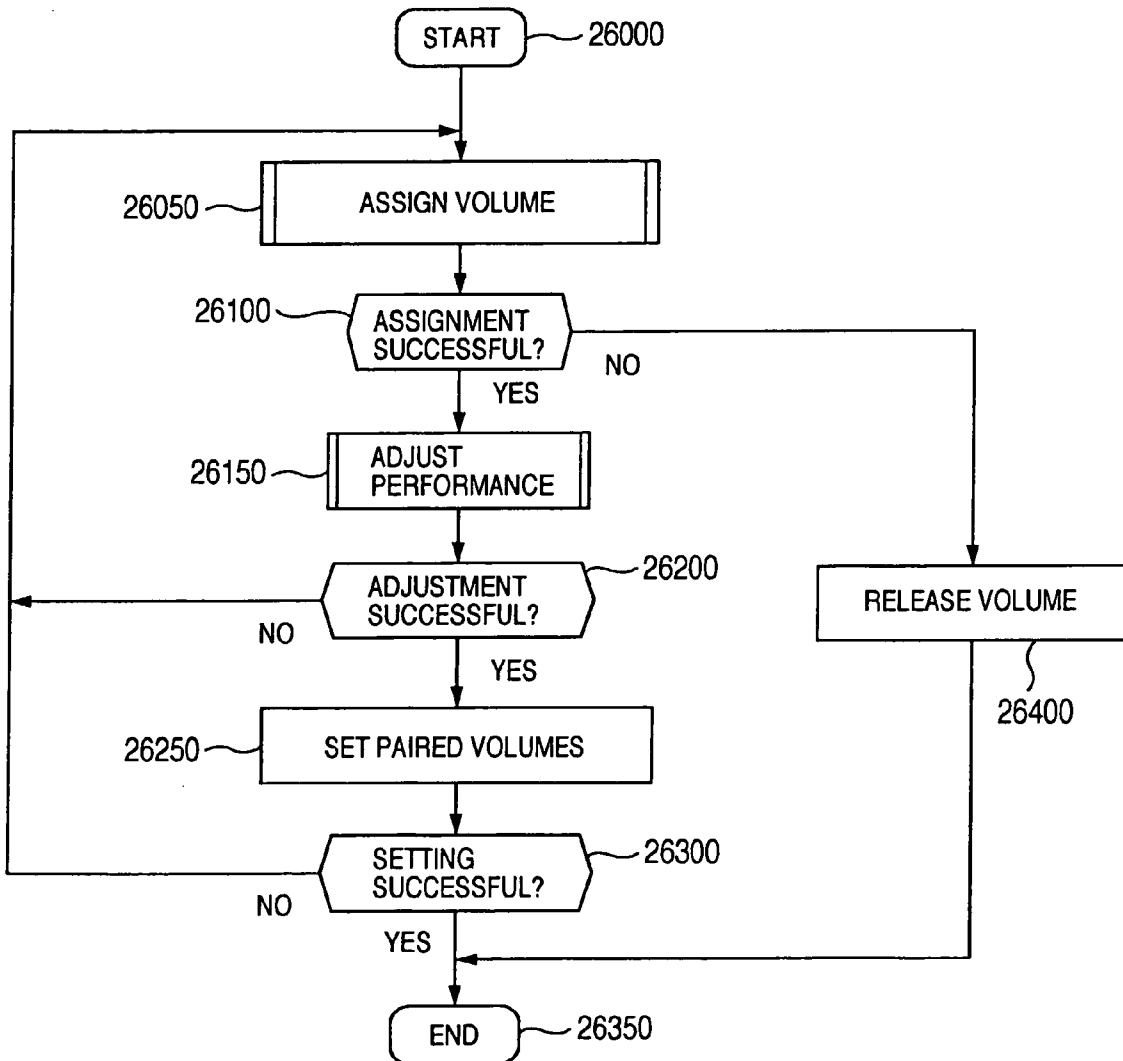 START
26000
26050
ASSIGN VOLUME
26100
ASSIGNMENT
SUCCESSFUL?
NO
YES
26150
ADJUST
PERFORMANCE
26200
ADJUSTMENT
SUCCESSFUL?
NO
YES
RELEASE VOLUME
26400
26250
SET PAIRED VOLUMES
26300
SETTING
SUCCESSFUL?
NO
YES
END
26350